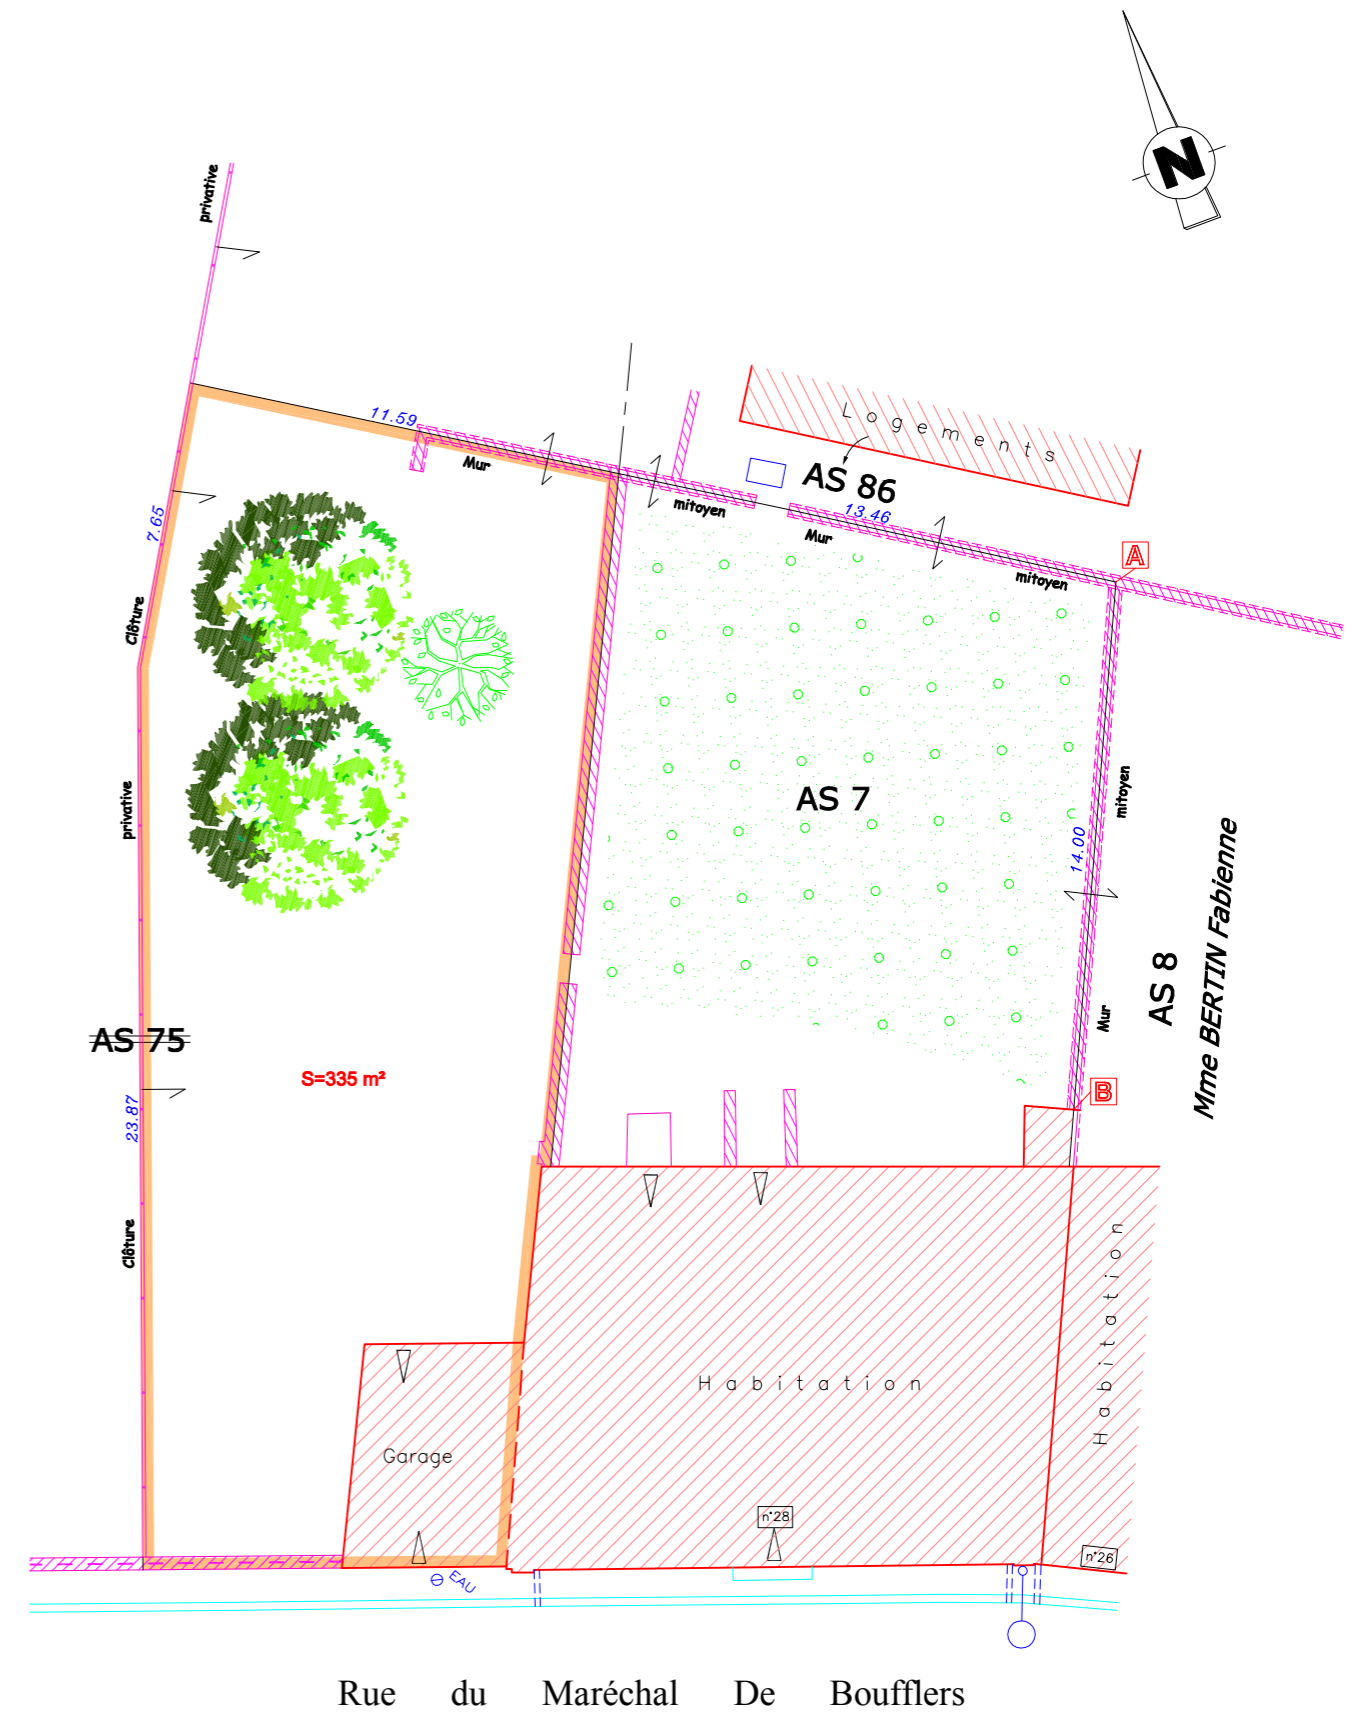 N
privative
11.59
Mur
Logements
AS 86
13.46
mitoyen
Mur
mitoyen
A
7.65
Clôture
AS 7
mitoyen
14.00
privative
AS 8
Mme BERTIN Fabienne
Mur
AS 75
S=335 m²
B
23.87
Clôture
Habitation
Habitation
Garage
n°28
n°26
EAU
Rue du Maréchal De Boufflers